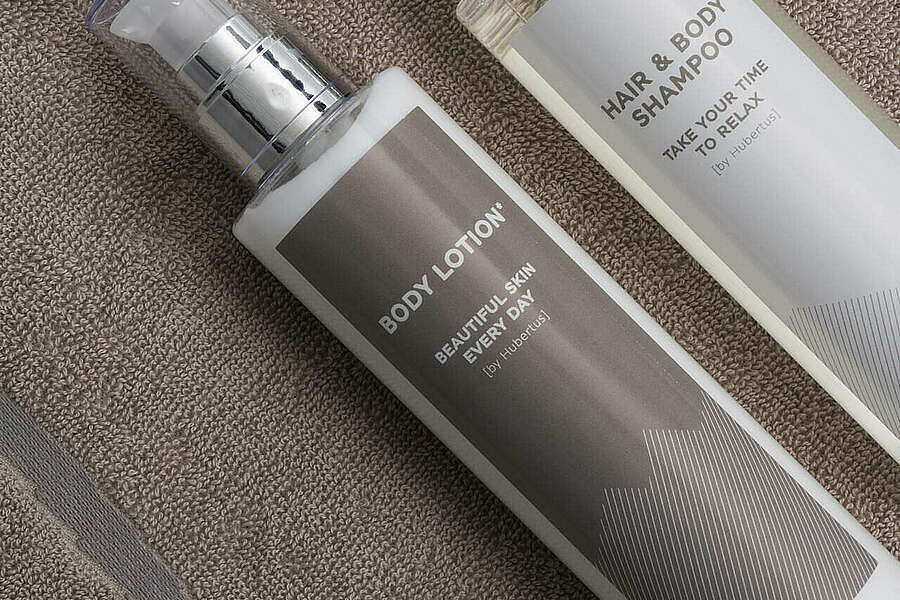 BODY LOTION*
BEAUTIFUL SKIN
EVERY DAY
[by Hubertus]
HAIR & BODY
SHAMPOO
TAKE YOUR TIME
TO RELAX
[by Hubertus]